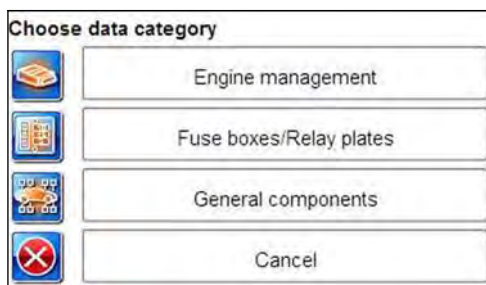 Choose data category
Engine management
Fuse boxes/Relay plates
General components
Cancel